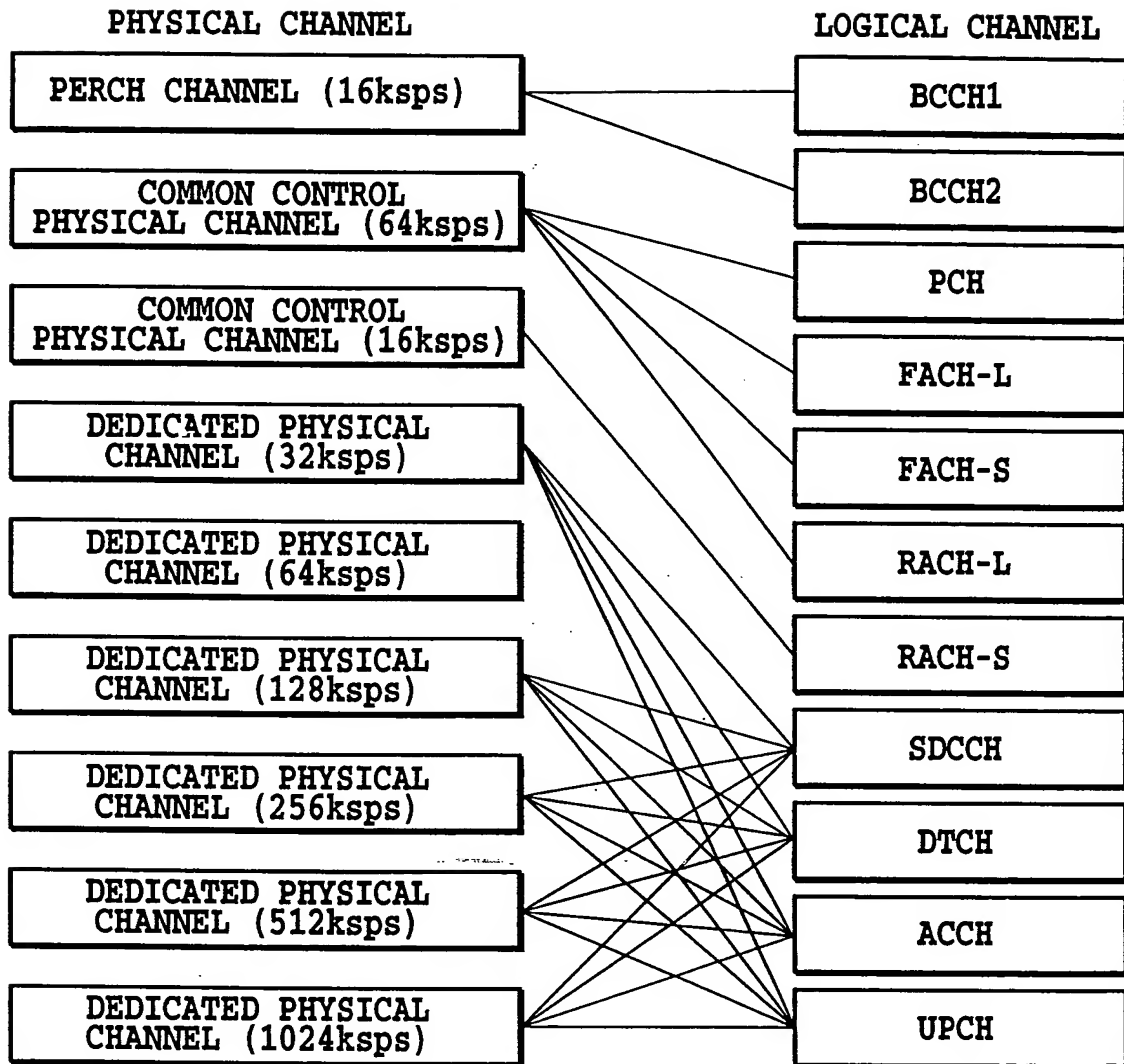 PHYSICAL CHANNEL
PERCH CHANNEL (16ksps)
COMMON CONTROL
PHYSICAL CHANNEL (64ksps)
COMMON CONTROL
PHYSICAL CHANNEL (16ksps)
DEDICATED PHYSICAL
CHANNEL (32ksps)
DEDICATED PHYSICAL
CHANNEL (64ksps)
DEDICATED PHYSICAL
CHANNEL (128ksps)
DEDICATED PHYSICAL
CHANNEL (256ksps)
DEDICATED PHYSICAL
CHANNEL (512ksps)
DEDICATED PHYSICAL
CHANNEL (1024ksps)
LOGICAL CHANNEL
BCCH1
BCCH2
PCH
FACH-L
FACH-S
RACH-L
RACH-S
SDCCH
DTCH
ACCH
UPCH